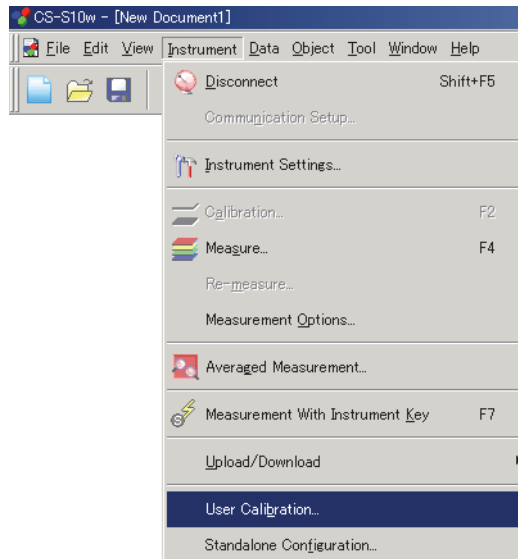 CS-S10w - [New Document1]
File Edit View Instrument Data Object Tool Window Help
Disconnect Shift+F5
Communication Setup...
Instrument Settings...
Calibration... F2
Measure... F4
Re-measure...
Measurement Options...
Averaged Measurement...
Measurement With Instrument Key F7
Upload/Download
User Calibration...
Standalone Configuration...